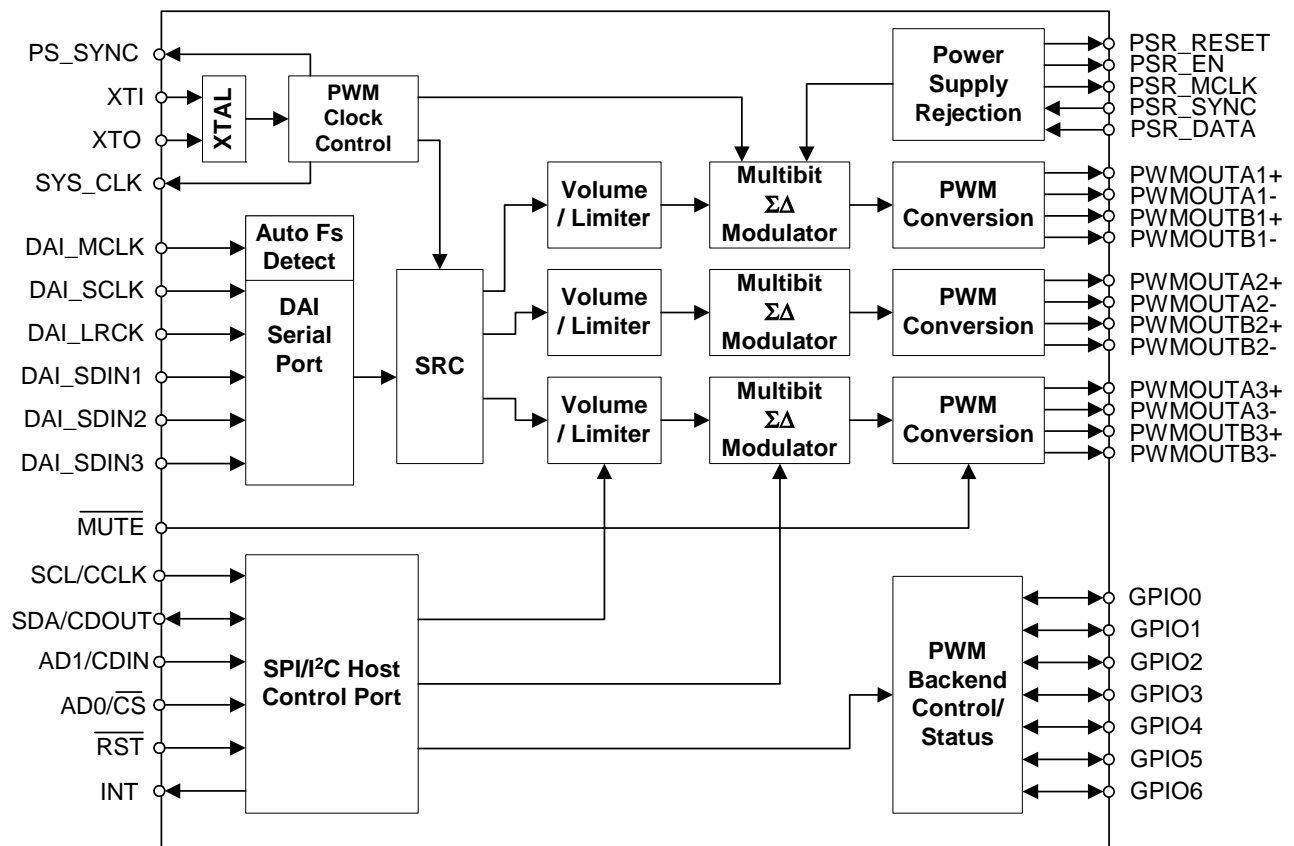 PS_SYNC
XTI
XTO
SYS_CLK
DAI_MCLK
DAI_SCLK
DAI_LRCK
DAI_SDIN1
DAI_SDIN2
DAI_SDIN3
MUTE
SCL/CCLK
SDA/CDOUT
AD1/CDIN
AD0/CS
RST
INT
XTAL
PWM
Clock
Control
Auto Fs
Detect
DAI
Serial
Port
SRC
Volume
/ Limiter
Multibit
ΣΔ
Modulator
PWM
Conversion
Volume
/ Limiter
Multibit
ΣΔ
Modulator
PWM
Conversion
Volume
/ Limiter
Multibit
ΣΔ
Modulator
PWM
Conversion
Power
Supply
Rejection
SPI/I²C Host
Control Port
PWM
Backend
Control/
Status
PSR_RESET
PSR_EN
PSR_MCLK
PSR_SYNC
PSR_DATA
PWMOUTA1+
PWMOUTA1-
PWMOUTB1+
PWMOUTB1-
PWMOUTA2+
PWMOUTA2-
PWMOUTB2+
PWMOUTB2-
PWMOUTA3+
PWMOUTA3-
PWMOUTB3+
PWMOUTB3-
GPIO0
GPIO1
GPIO2
GPIO3
GPIO4
GPIO5
GPIO6